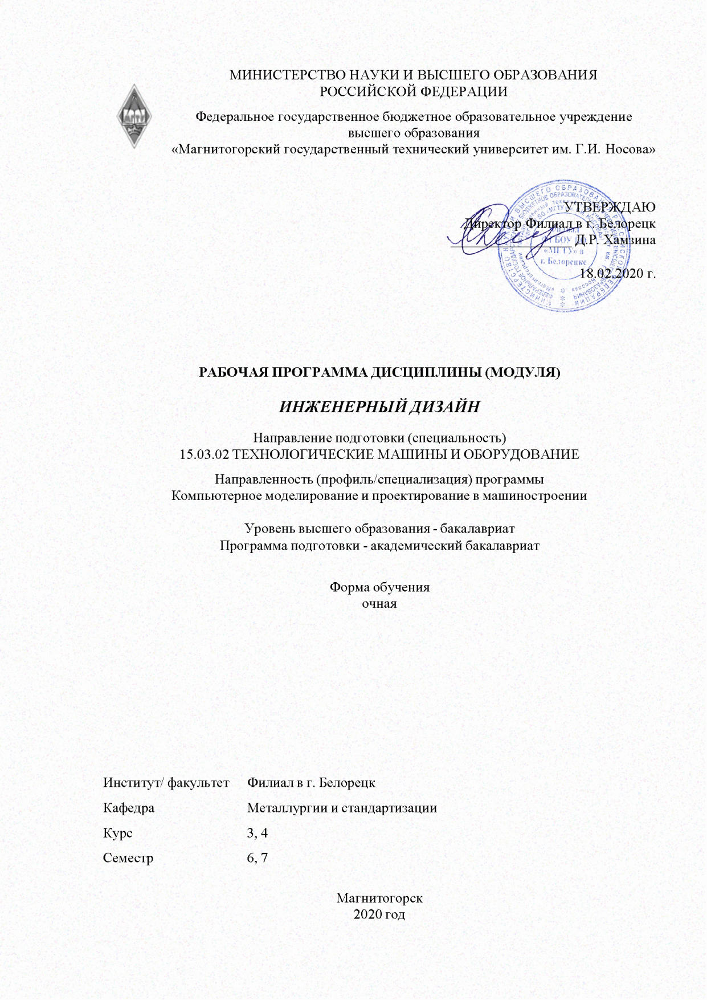 МИНИСТЕРСТВО НАУКИ И ВЫСШЕГО ОБРАЗОВАНИЯ
РОССИЙСКОЙ ФЕДЕРАЦИИ
МГТУ
Федеральное государственное бюджетное образовательное учреждение
высшего образования
«Магнитогорский государственный технический университет им. Г.И. Носова»
УТВЕРЖДАЮ
Директор Филиал в г. Белорецк
Д.Р. Хамзина
«МГТУ» в
г. Белорецке
18.02.2020 г.
РАБОЧАЯ ПРОГРАММА ДИСЦИПЛИНЫ (МОДУЛЯ)
ИНЖЕНЕРНЫЙ ДИЗАЙН
Направление подготовки (специальность)
15.03.02 ТЕХНОЛОГИЧЕСКИЕ МАШИНЫ И ОБОРУДОВАНИЕ
Направленность (профиль/специализация) программы
Компьютерное моделирование и проектирование в машиностроении
Уровень высшего образования - бакалавриат
Программа подготовки - академический бакалавриат
Форма обучения
очная
Институт/ факультет Филиал в г. Белорецк
Кафедра Металлургии и стандартизации
Курс 3, 4
Семестр 6, 7
Магнитогорск
2020 год